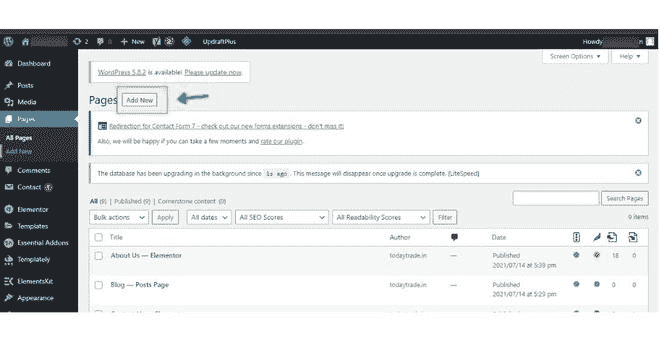 2 0 + New UpdraftPlus Howdy
Screen Options ▾ Help ▾
Dashboard
WordPress 5.8.2 is available! Please update now.
Posts
Media
Pages Add New
Pages
Redirection for Contact Form 7 - check out our new forms extensions - don't miss it!
All Pages
Also, we will be happy if you can take a few moments and rate our plugin.
Add New
Comments
The database has been upgrading in the background since 1s ago. This message will disappear once upgrade is complete. [LiteSpeed]
Contact
All (9) | Published (9) | Cornerstone content (0)
Search Pages
Elementor
Bulk actions Apply All dates All SEO Scores All Readability Scores Filter 9 items
Templates
Essential Addons
Title Author Date
Templately
About Us — Elementor todaytrade.in — Published 18 0
2021/07/14 at 5:39 pm
ElementsKit
Blog — Posts Page todaytrade.in — Published 0 0
Appearance
2021/07/14 at 5:29 pm